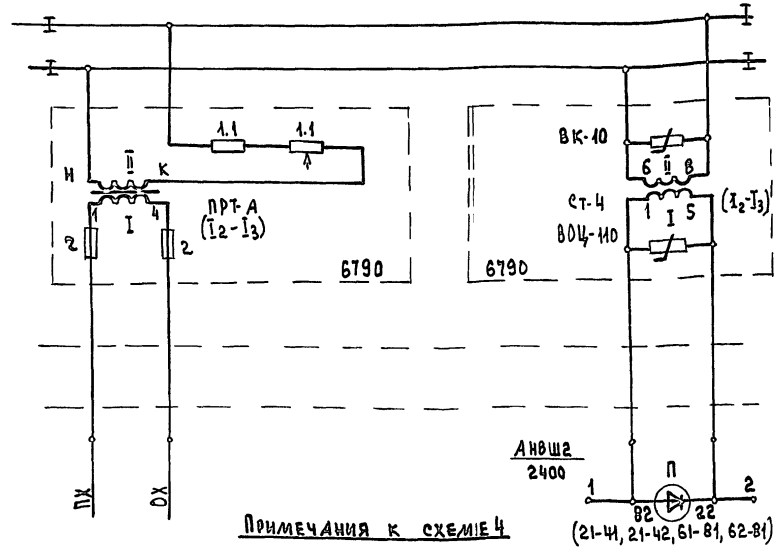 I
I
I
I
1.1
1.1
ВК-10
Н
II
К
6
II
8
ПРТ-А
(I2-I3)
1
I
4
Ст-4
1
I
5
(I2-I3)
ВОЦ-110
2
2
6790
6790
АНВШ2
2400
П
1
2
82
22
(21-41, 21-42, 61-81, 62-81)
ПХ
ОХ
ПРИМЕЧАНИЯ К СХЕМЕ 4